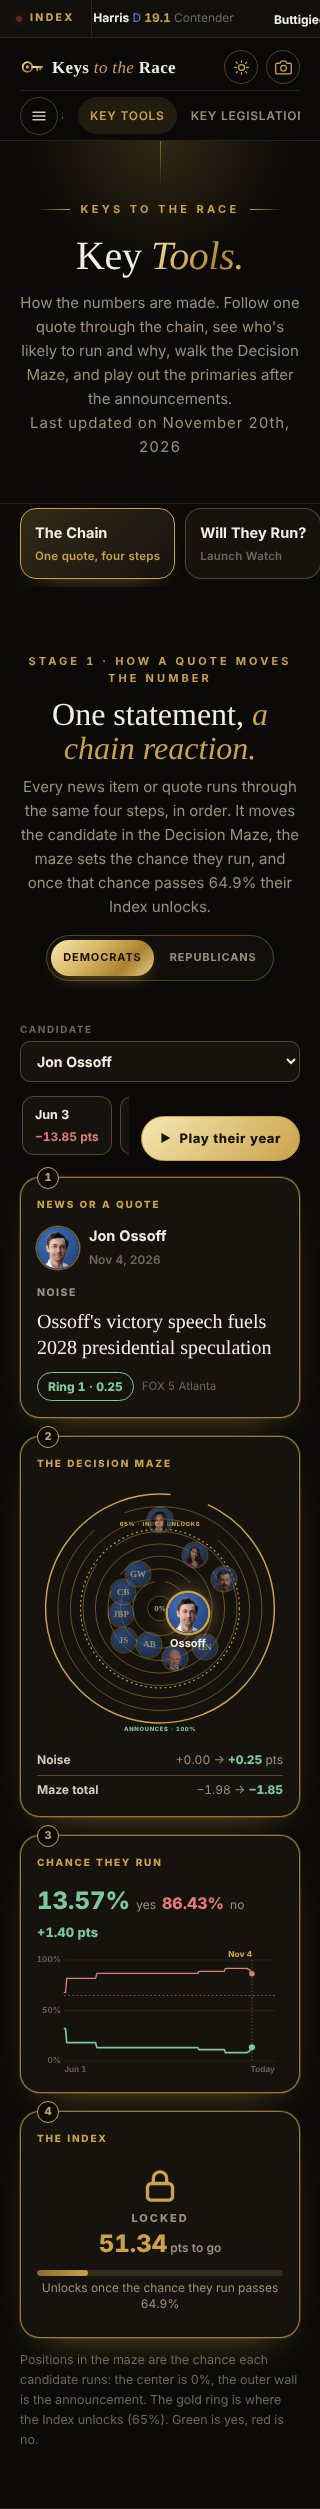 INDEX
Harris D 19.1 Contender
Buttigieg
Keys to the Race
KEY TOOLS
KEY LEGISLATION
KEYS TO THE RACE
Key Tools.
How the numbers are made. Follow one
quote through the chain, see who's
likely to run and why, walk the Decision
Maze, and play out the primaries after
the announcements.
Last updated on November 20th,
2026
The Chain
One quote, four steps
Will They Run?
Launch Watch
STAGE 1 · HOW A QUOTE MOVES
THE NUMBER
One statement, a
chain reaction.
Every news item or quote runs through
the same four steps, in order. It moves
the candidate in the Decision Maze, the
maze sets the chance they run, and
once that chance passes 64.9% their
Index unlocks.
DEMOCRATS
REPUBLICANS
CANDIDATE
Jon Ossoff
Jun 3
−13.85 pts
▶ Play their year
1
NEWS OR A QUOTE
Jon Ossoff
Nov 4, 2026
NOISE
Ossoff's victory speech fuels
2028 presidential speculation
Ring 1 · 0.25
FOX 5 Atlanta
2
THE DECISION MAZE
65% · INDEX UNLOCKS
GW
CB
0%
JBP
JS
AB
Ossoff
GN
ANNOUNCES · 100%
Noise
+0.00 → +0.25 pts
Maze total
−1.98 → −1.85
3
CHANCE THEY RUN
13.57% yes 86.43% no
+1.40 pts
Nov 4
100%
50%
0%
Jun 1
Today
4
THE INDEX
LOCKED
51.34 pts to go
Unlocks once the chance they run passes
64.9%
Positions in the maze are the chance each
candidate runs: the center is 0%, the outer wall
is the announcement. The gold ring is where
the Index unlocks (65%). Green is yes, red is
no.